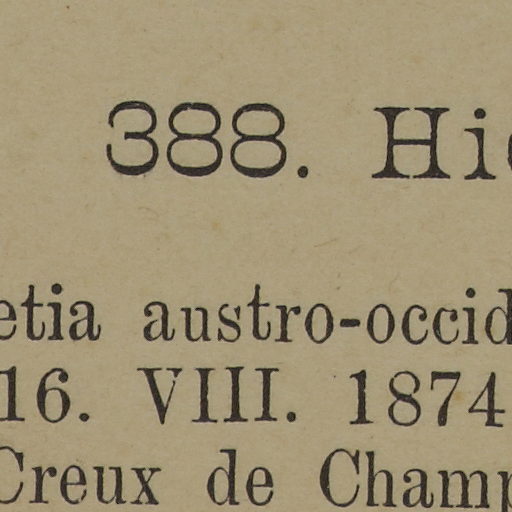 388. Hi
etia austro-occid
16. VIII. 1874
Creux de Champ